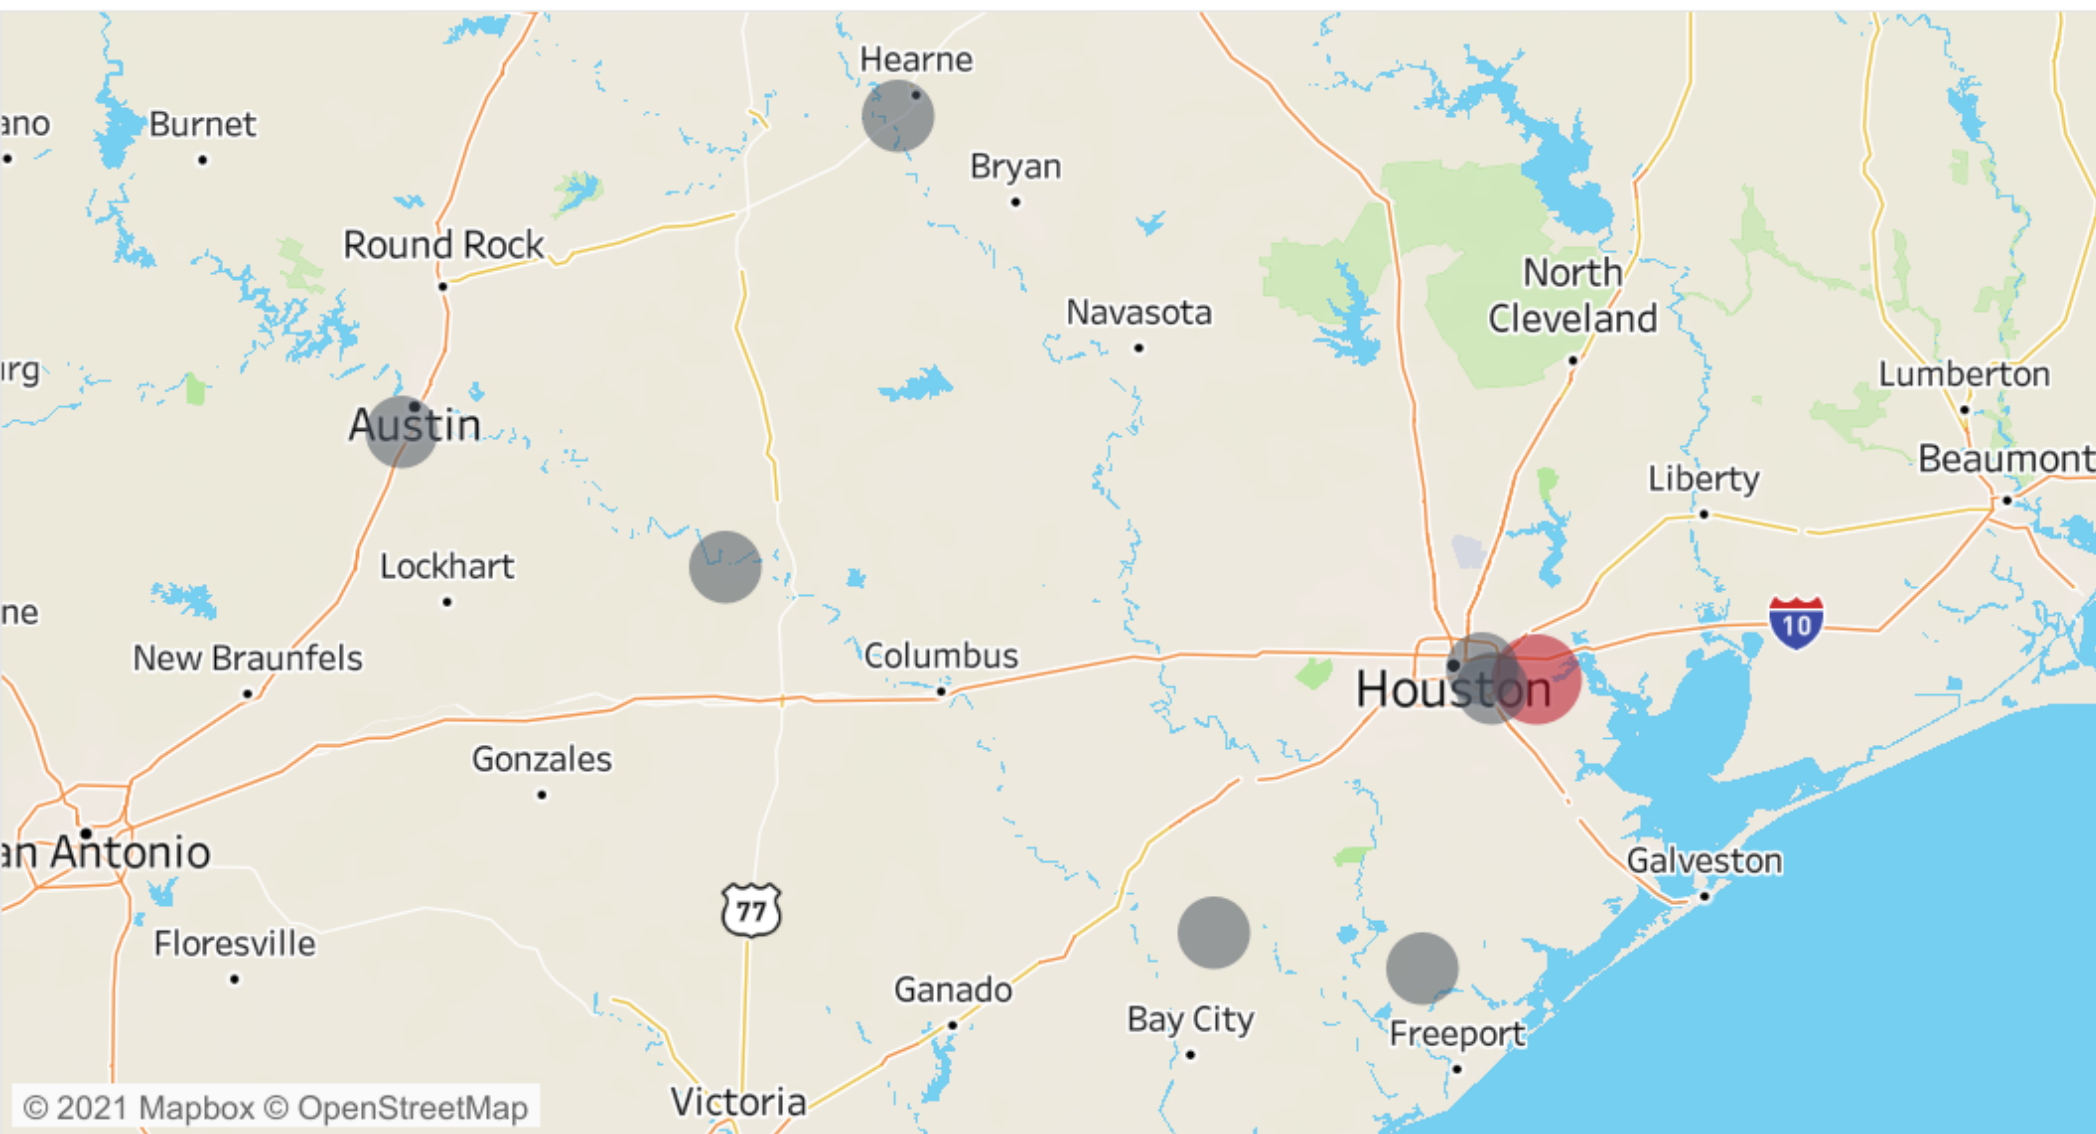 Hearne
ano
Burnet
Bryan
Round Rock
North
Cleveland
Navasota
urg
Lumberton
Austin
Beaumont
Liberty
Lockhart
ne
10
New Braunfels
Columbus
Houston
Gonzales
an Antonio
Galveston
77
Floresville
Ganado
Bay City
Freeport
Victoria
© 2021 Mapbox © OpenStreetMap